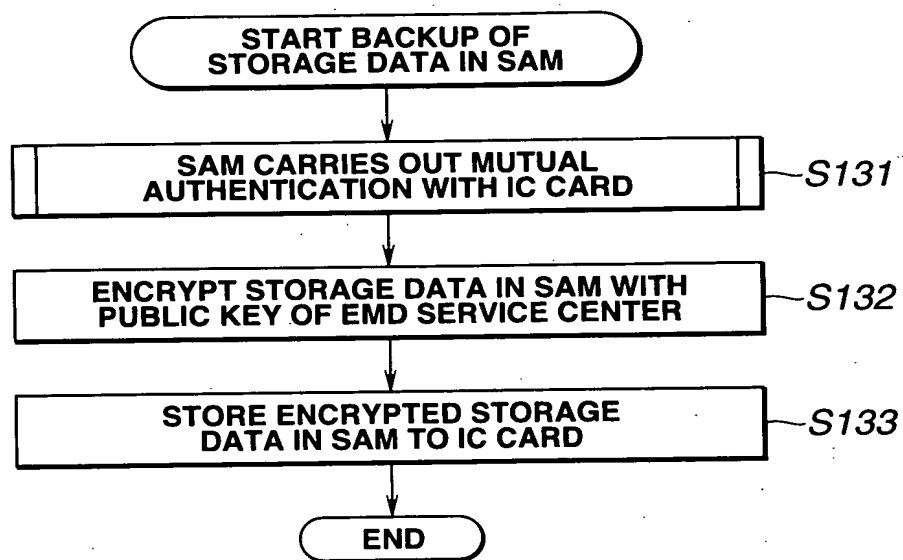 START BACKUP OF
STORAGE DATA IN SAM
SAM CARRIES OUT MUTUAL
AUTHENTICATION WITH IC CARD
S131
ENCRYPT STORAGE DATA IN SAM WITH
PUBLIC KEY OF EMD SERVICE CENTER
S132
STORE ENCRYPTED STORAGE
DATA IN SAM TO IC CARD
S133
END